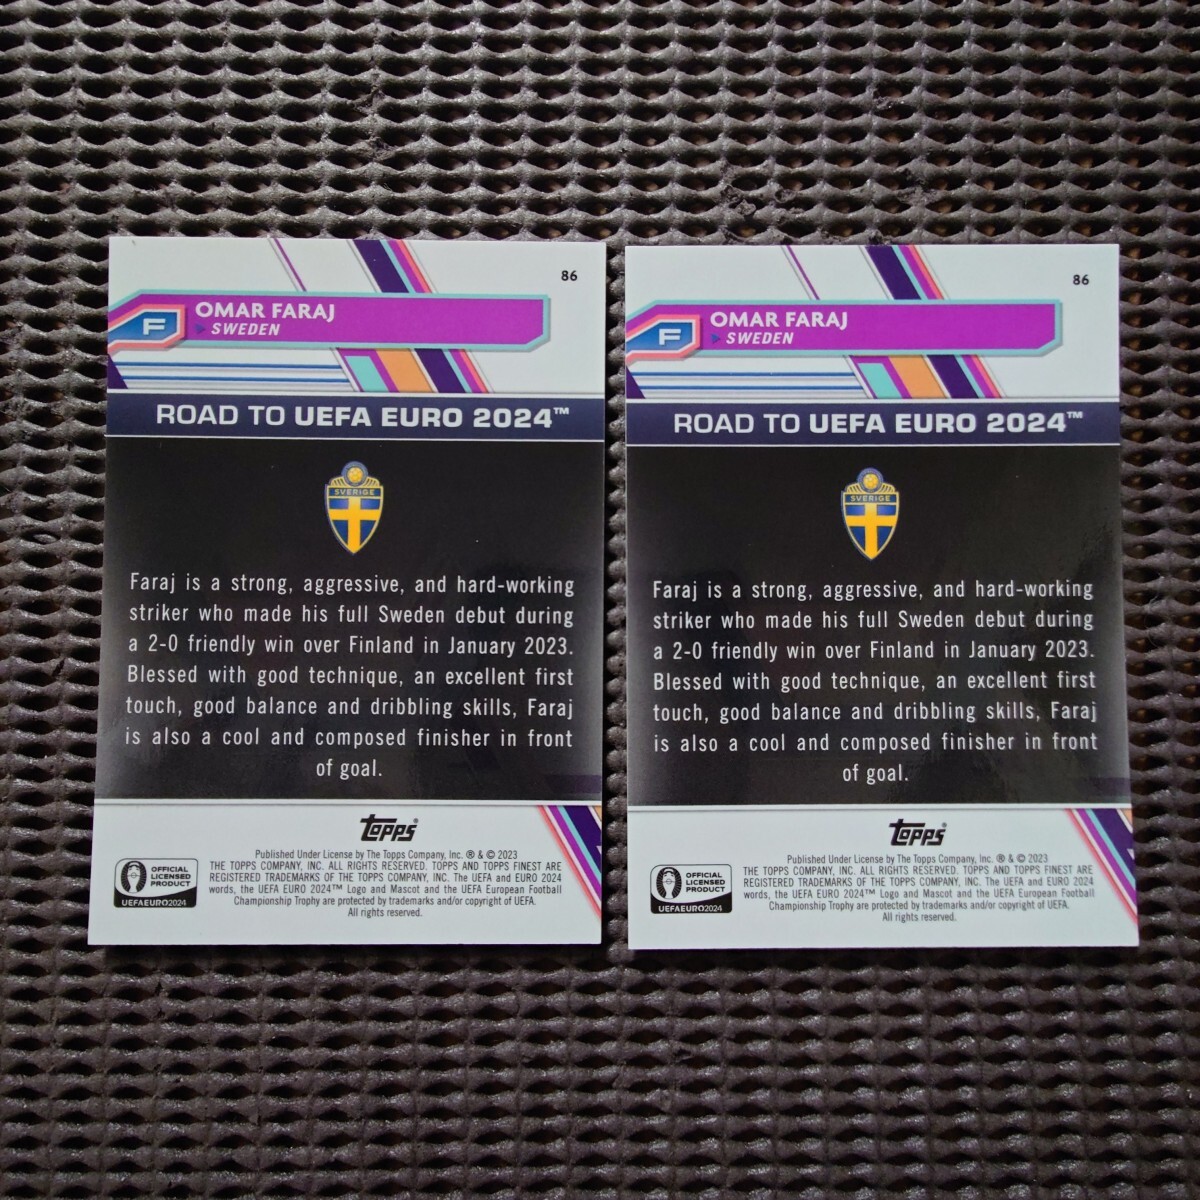 86
F
OMAR FARAJ
SWEDEN
ROAD TO UEFA EURO 2024™
SVERIGE
Faraj is a strong, aggressive, and hard-working
striker who made his full Sweden debut during
a 2-0 friendly win over Finland in January 2023.
Blessed with good technique, an excellent first
touch, good balance and dribbling skills, Faraj
is also a cool and composed finisher in front
of goal.
Topps®
Published Under License by The Topps Company, Inc. ® & © 2023
THE TOPPS COMPANY, INC. ALL RIGHTS RESERVED. TOPPS AND TOPPS FINEST ARE
REGISTERED TRADEMARKS OF THE TOPPS COMPANY, INC. The UEFA and EURO 2024
words, the UEFA EURO 2024™ Logo and Mascot and the UEFA European Football
Championship Trophy are protected by trademarks and/or copyright of UEFA.
All rights reserved.
OFFICIAL
LICENSED
PRODUCT
UEFAEURO2024
86
F
OMAR FARAJ
SWEDEN
ROAD TO UEFA EURO 2024™
SVERIGE
Faraj is a strong, aggressive, and hard-working
striker who made his full Sweden debut during
a 2-0 friendly win over Finland in January 2023.
Blessed with good technique, an excellent first
touch, good balance and dribbling skills, Faraj
is also a cool and composed finisher in front
of goal.
Topps®
Published Under License by The Topps Company, Inc. ® & © 2023
THE TOPPS COMPANY, INC. ALL RIGHTS RESERVED. TOPPS AND TOPPS FINEST ARE
REGISTERED TRADEMARKS OF THE TOPPS COMPANY, INC. The UEFA and EURO 2024
words, the UEFA EURO 2024™ Logo and Mascot and the UEFA European Football
Championship Trophy are protected by trademarks and/or copyright of UEFA.
All rights reserved.
OFFICIAL
LICENSED
PRODUCT
UEFAEURO2024